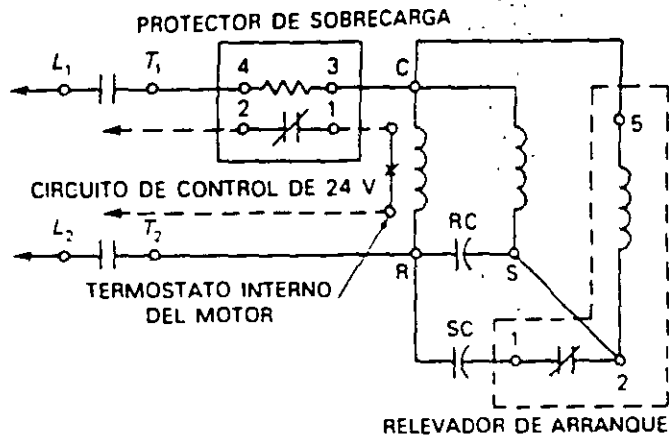 PROTECTOR DE SOBRECARGA
L₁ T₁ 4 3 C
2 1 5
CIRCUITO DE CONTROL DE 24 V
L₂ T₂ R RC S
TERMOSTATO INTERNO
DEL MOTOR
SC 1 2
RELEVADOR DE ARRANQUE